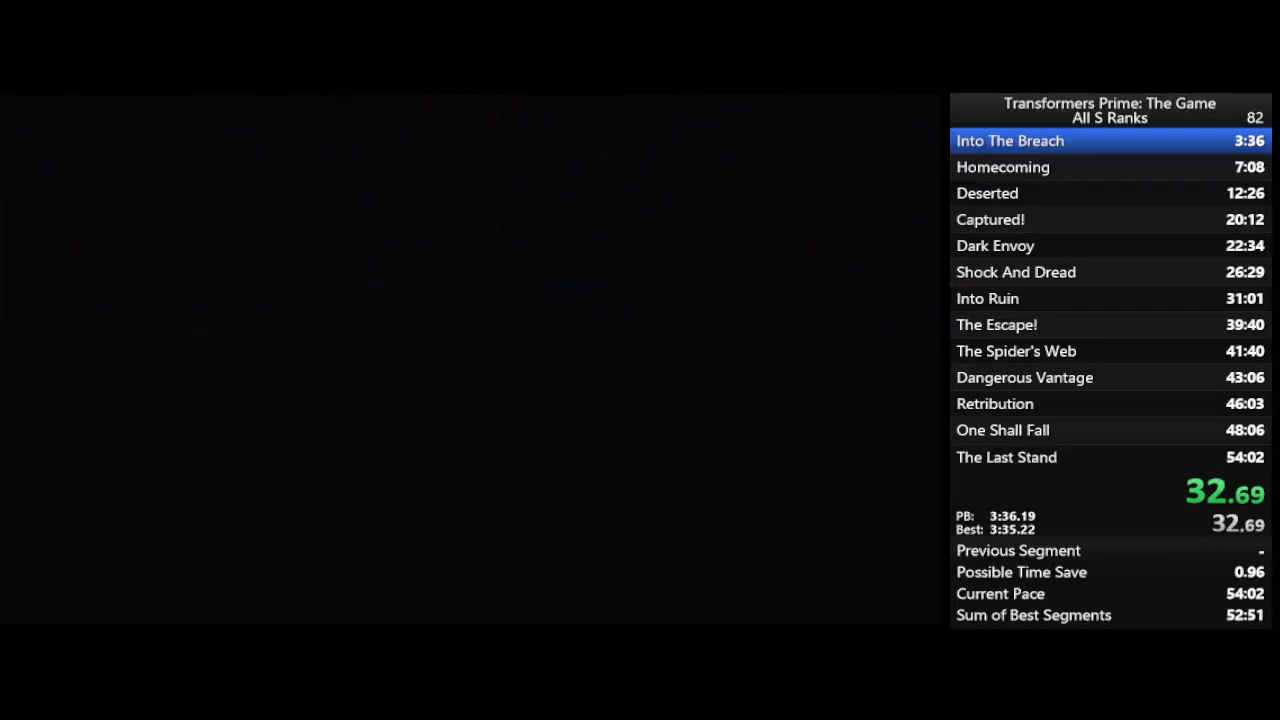 Transformers Prime: The Game
All S Ranks 82
Into The Breach 3:36
Homecoming 7:08
Deserted 12:26
Captured! 20:12
Dark Envoy 22:34
Shock And Dread 26:29
Into Ruin 31:01
The Escape! 39:40
The Spider's Web 41:40
Dangerous Vantage 43:06
Retribution 46:03
One Shall Fall 48:06
The Last Stand 54:02
32.69
PB: 3:36.19 32.69
Best: 3:35.22
Previous Segment -
Possible Time Save 0.96
Current Pace 54:02
Sum of Best Segments 52:51